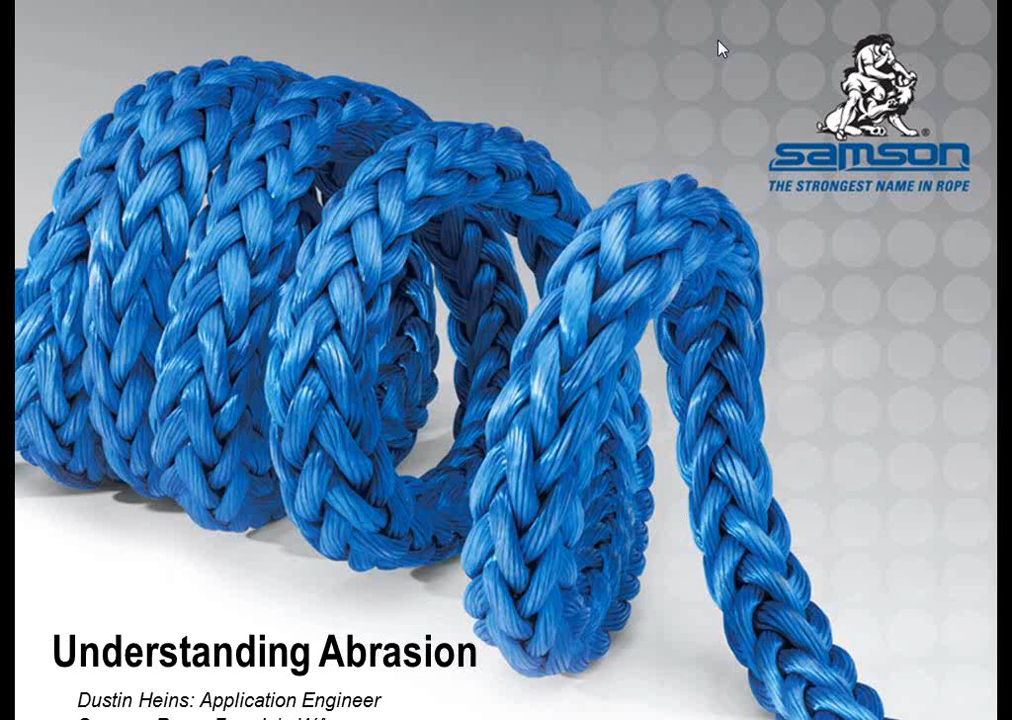 ®
samson
THE STRONGEST NAME IN ROPE
Understanding Abrasion
Dustin Heins: Application Engineer